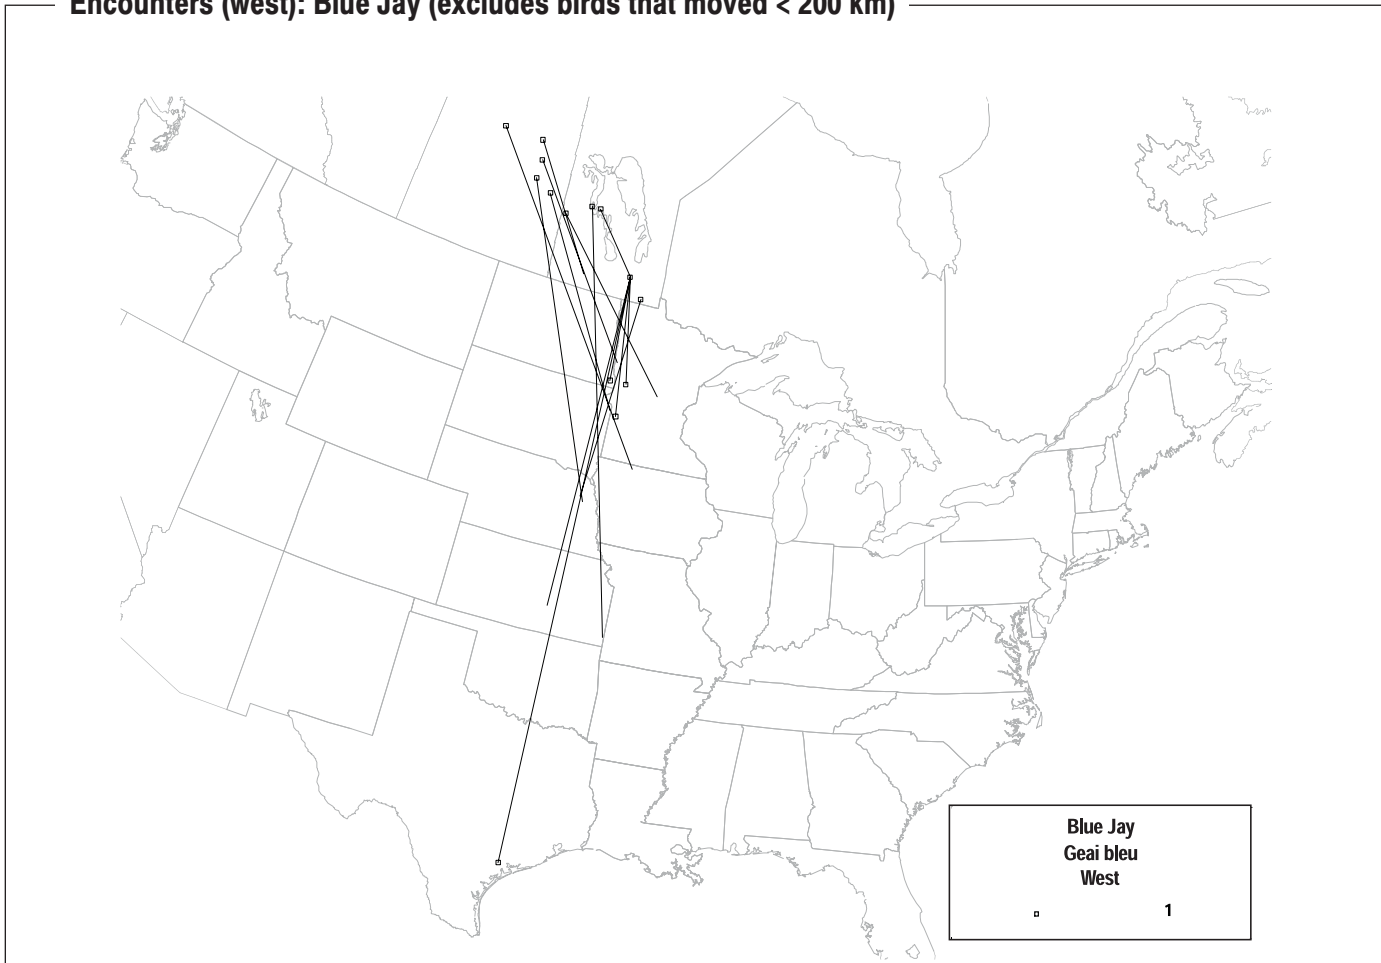 Encounters (west): Blue Jay (excludes birds that moved < 200 km)
Blue Jay
Geai bleu
West
1